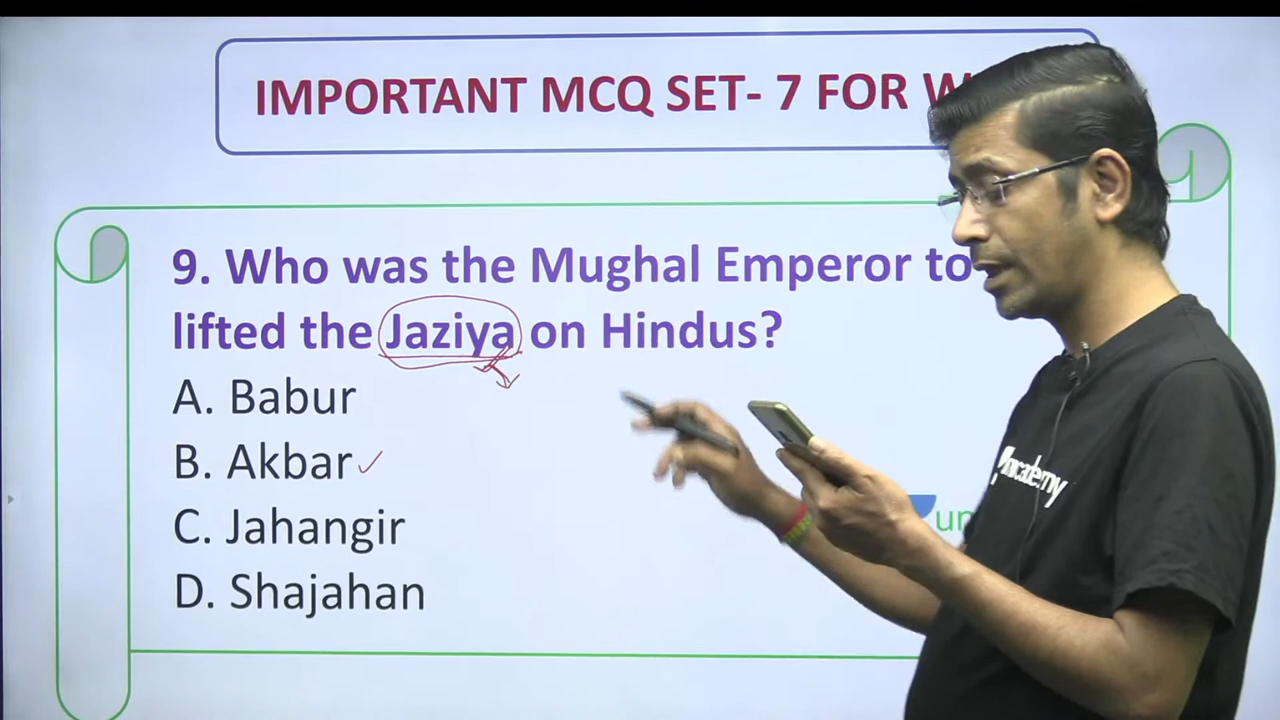 IMPORTANT MCQ SET- 7 FOR
9. Who was the Mughal Emperor to
lifted the Jaziya on Hindus?
A. Babur
B. Akbar
C. Jahangir
D. Shajahan